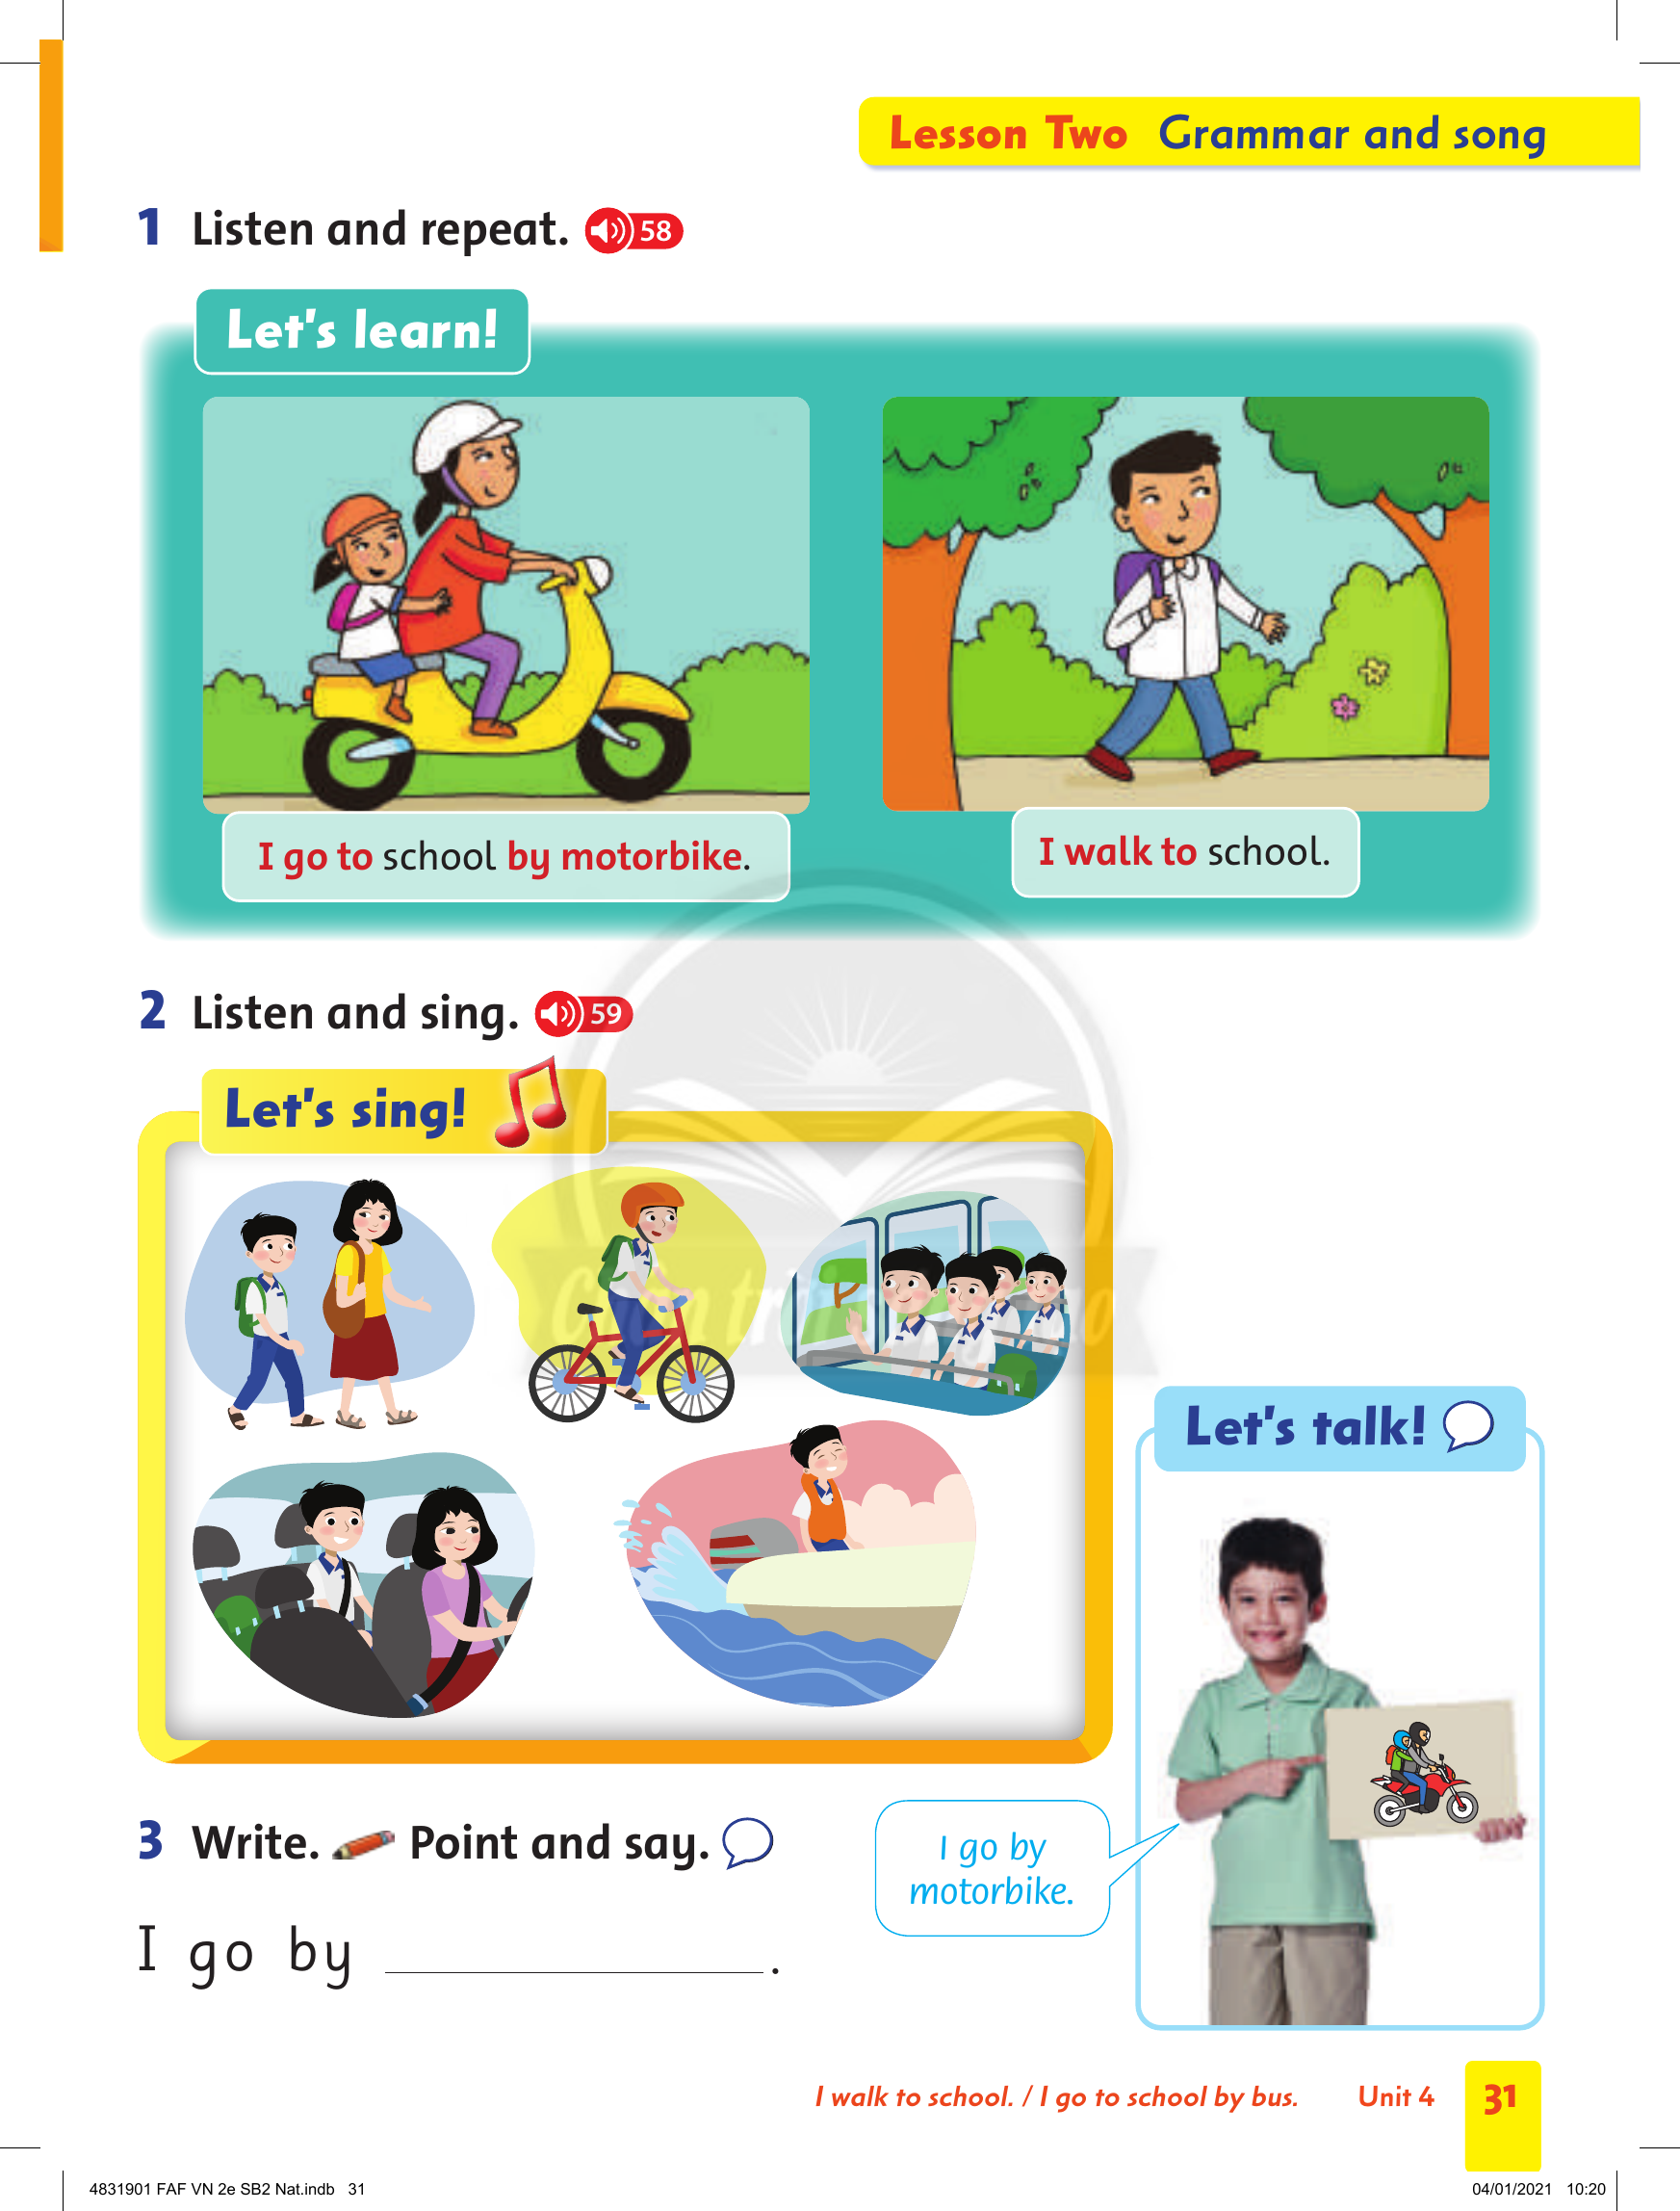 Lesson Two Grammar and song
1 Listen and repeat. 58
Let's learn!
I go to school by motorbike.
I walk to school.
2 Listen and sing. 59
Let's sing!
Let's talk!
3 Write. Point and say.
I go by
motorbike.
I go by ____________.
I walk to school. / I go to school by bus. Unit 4 31
4831901 FAF VN 2e SB2 Nat.indb 31
04/01/2021 10:20